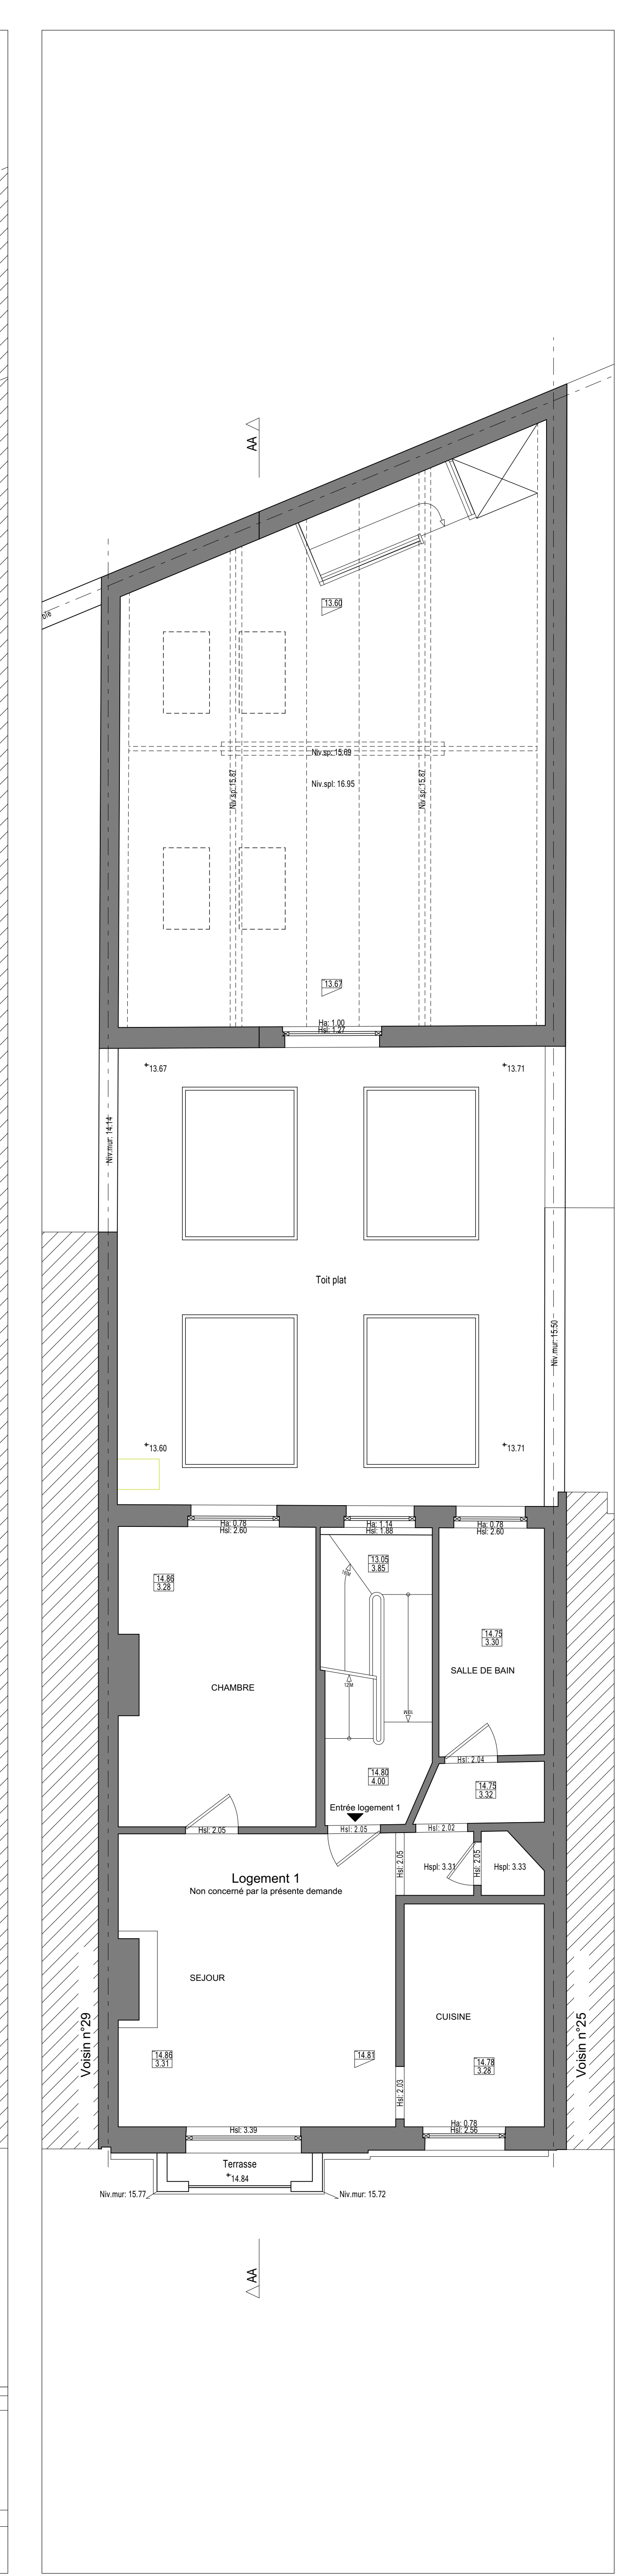 AA
ble
13.60
Niv.sp: 15.69
Niv.spl: 16.95
Niv.sp: 15.67
Niv.sp: 15.67
13.67
Ha: 1.00
Hsl: 1.27
13.67
13.71
Niv.mur: 14.14
Toit plat
Niv.mur: 15.50
13.60
13.71
Ha: 0.78
Hsl: 2.60
Ha: 1.14
Hsl: 1.88
Ha: 0.78
Hsl: 2.60
13.05
3.85
14.86
3.28
16M
14.75
3.30
SALLE DE BAIN
CHAMBRE
12M
16M
Hsl: 2.04
14.80
4.00
14.75
3.32
Entrée logement 1
Hsl: 2.05
Hsl: 2.05
Hsl: 2.02
Hsl: 2.05
Hspl: 3.31
Hsl: 2.05
Hspl: 3.33
Logement 1
Non concerné par la présente demande
SEJOUR
CUISINE
Voisin n°29
Voisin n°25
14.86
3.31
14.81
14.78
3.28
Hsl: 2.03
Hsl: 3.39
Ha: 0.78
Hsl: 2.56
Terrasse
14.84
Niv.mur: 15.77
Niv.mur: 15.72
AA